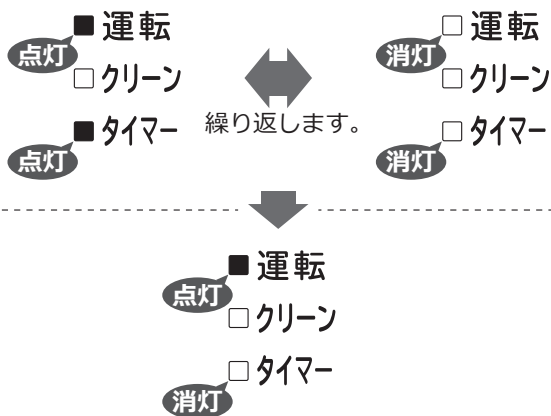 ■運転
点灯
□クリーン
■タイマー
点灯
繰り返します。
□運転
消灯
□クリーン
□タイマー
消灯
■運転
点灯
□クリーン
□タイマー
消灯